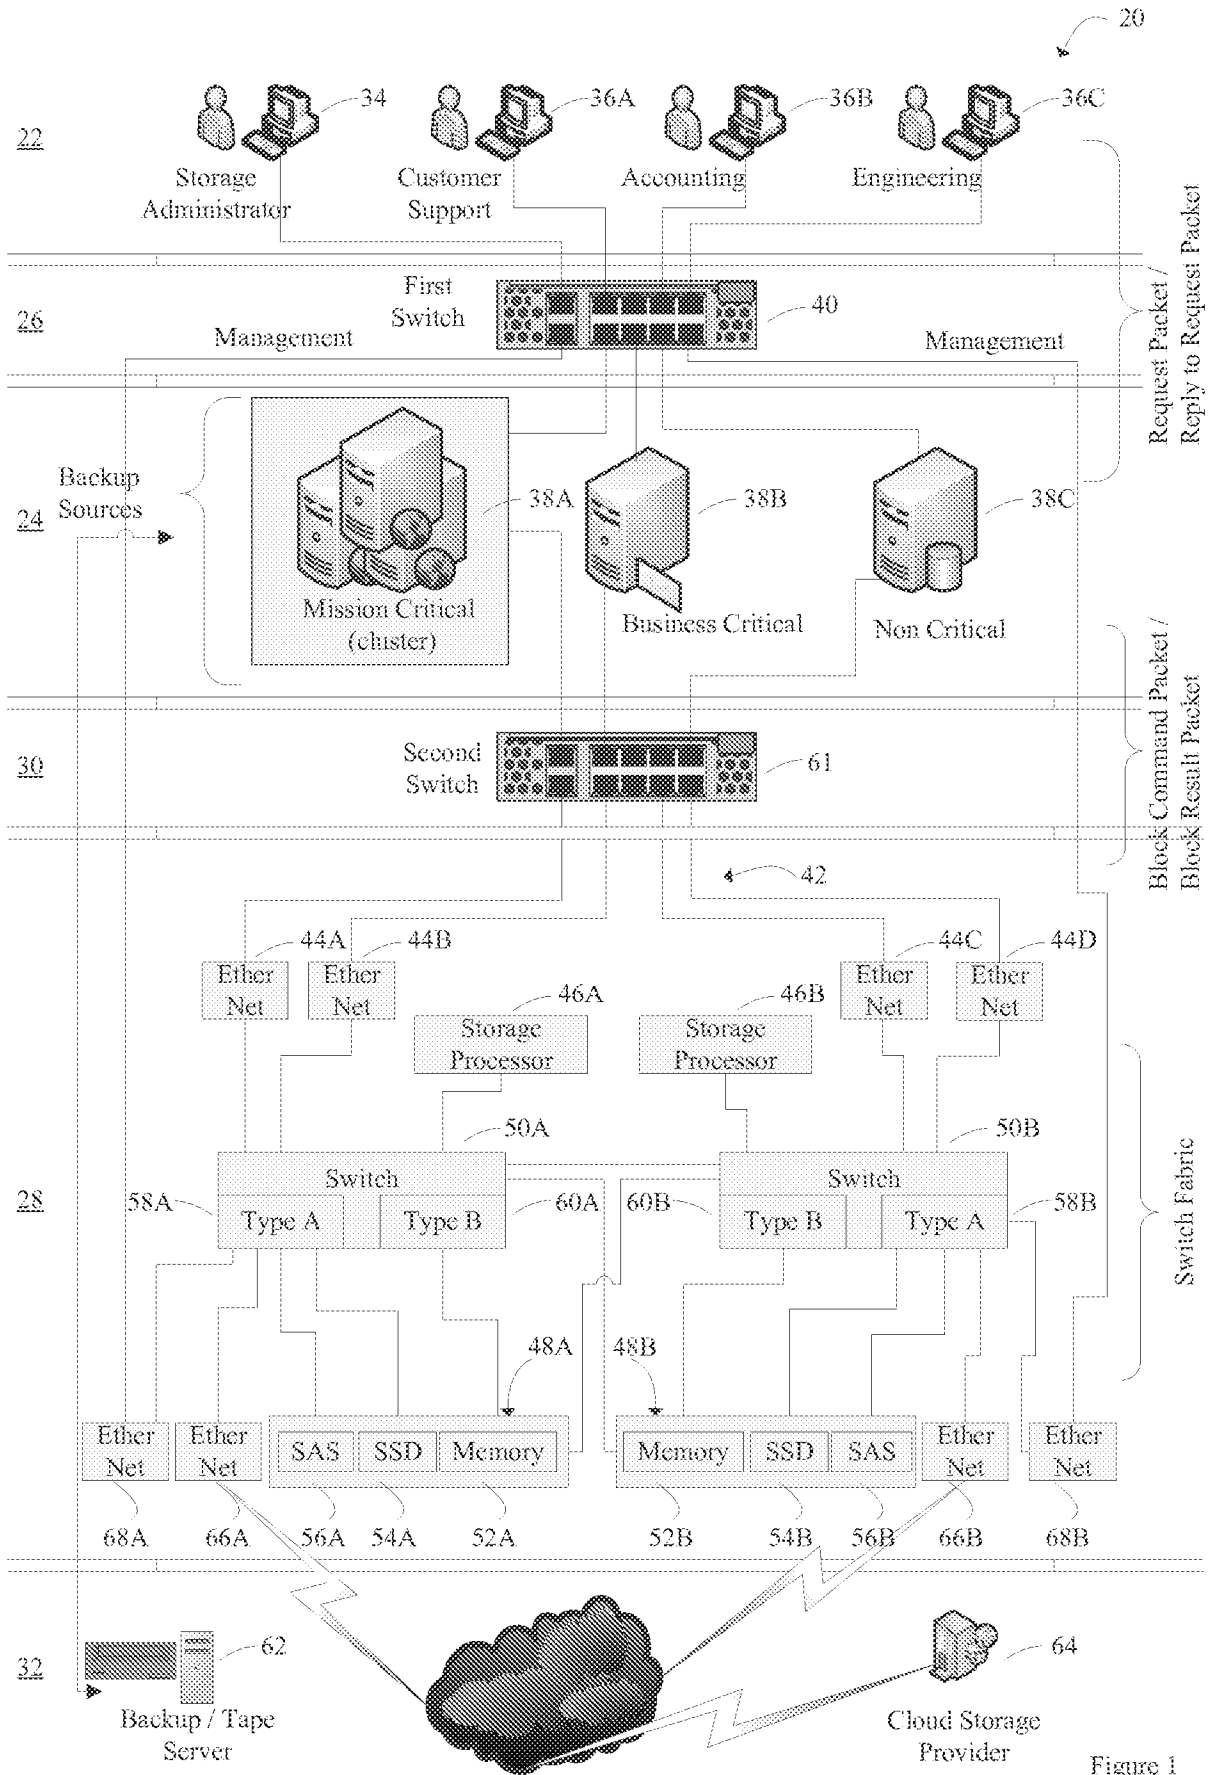 20
34
36A
36B
36C
22
Storage
Administrator
Customer
Support
Accounting
Engineering
Request Packet /
Reply to Request Packet
First
Switch
40
26
Management
Management
Backup
Sources
24
38A
38B
38C
Mission Critical
(cluster)
Business Critical
Non Critical
Block Command Packet /
Block Result Packet
Second
Switch
61
30
42
44A
44B
44C
44D
Ether
Net
Ether
Net
Ether
Net
Ether
Net
46A
46B
Storage
Processor
Storage
Processor
50A
50B
Switch Fabric
28
Switch
Switch
58A
Type A
Type B
60A
60B
Type B
Type A
58B
48A
48B
Ether
Net
Ether
Net
SAS
SSD
Memory
Memory
SSD
SAS
Ether
Net
Ether
Net
68A
66A
56A
54A
52A
52B
54B
56B
66B
68B
32
62
64
Backup / Tape
Server
Cloud Storage
Provider
Figure 1